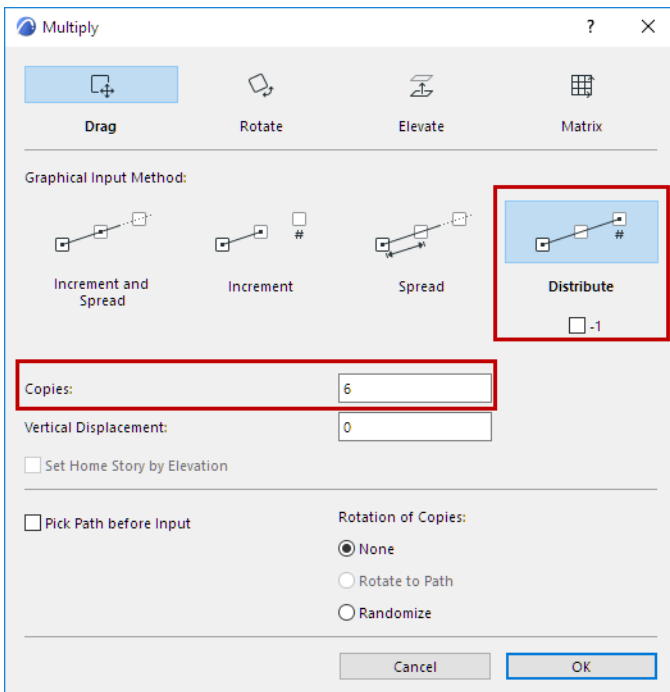 Multiply
?
Drag
Rotate
Elevate
Matrix
Graphical Input Method:
#
#
Increment and
Spread
Increment
Spread
Distribute
-1
Copies:
6
Vertical Displacement:
0
Set Home Story by Elevation
Pick Path before Input
Rotation of Copies:
None
Rotate to Path
Randomize
Cancel
OK